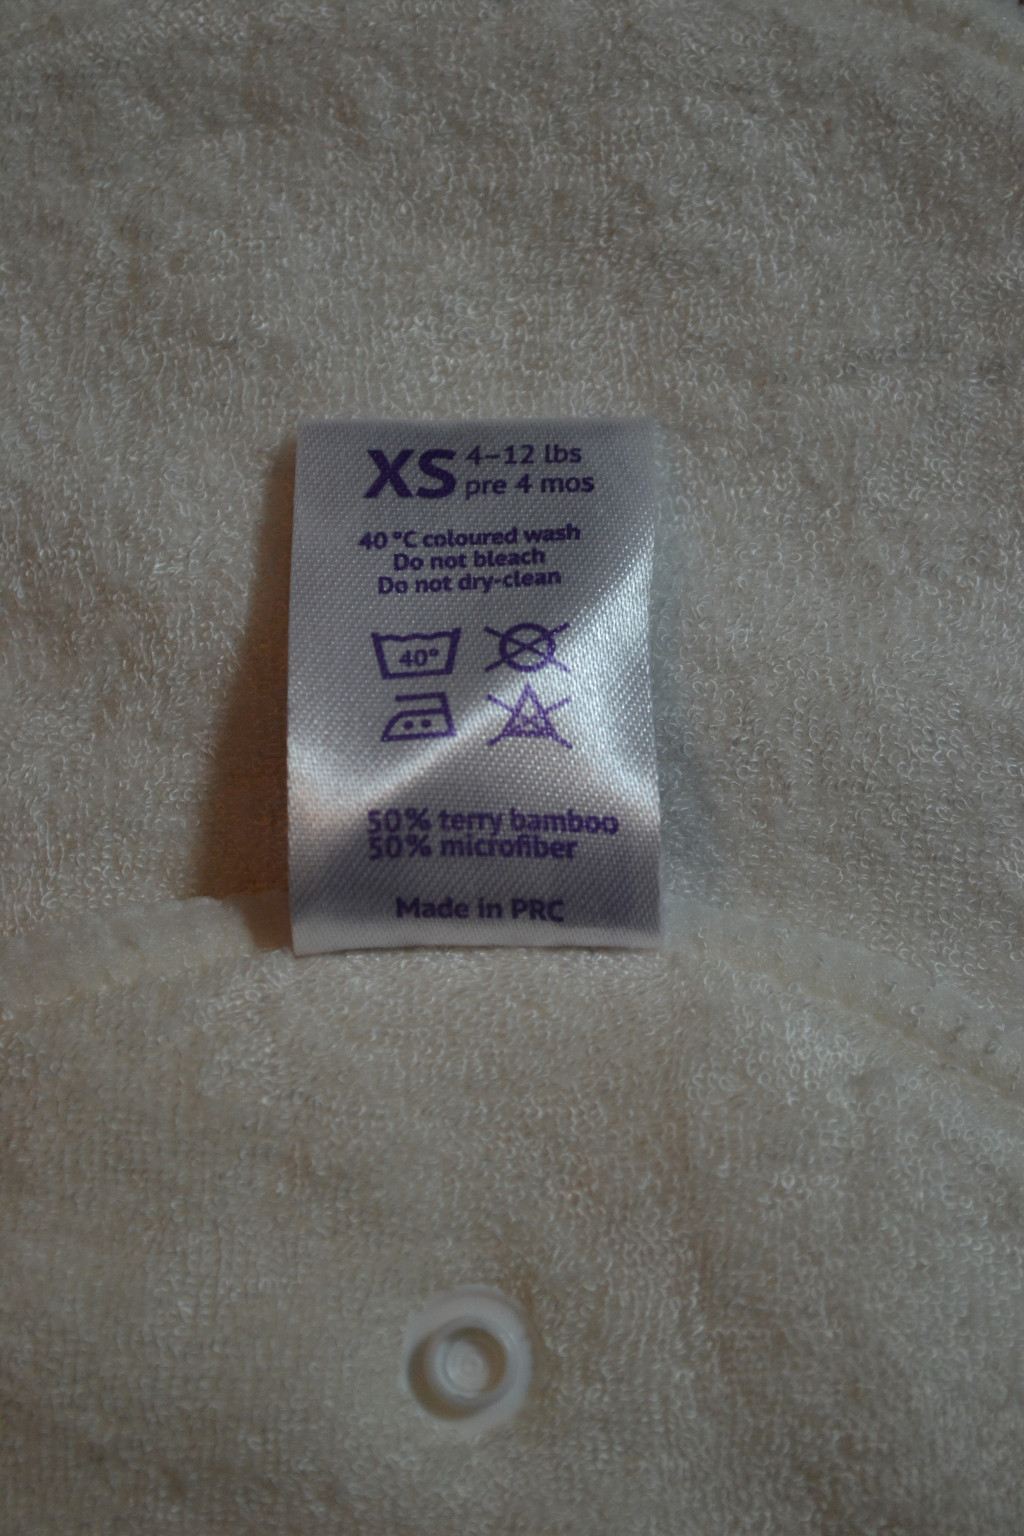 XS 4–12 lbs
pre 4 mos
40 °C coloured wash
Do not bleach
Do not dry-clean
40°
50% terry bamboo
50% microfiber
Made in PRC